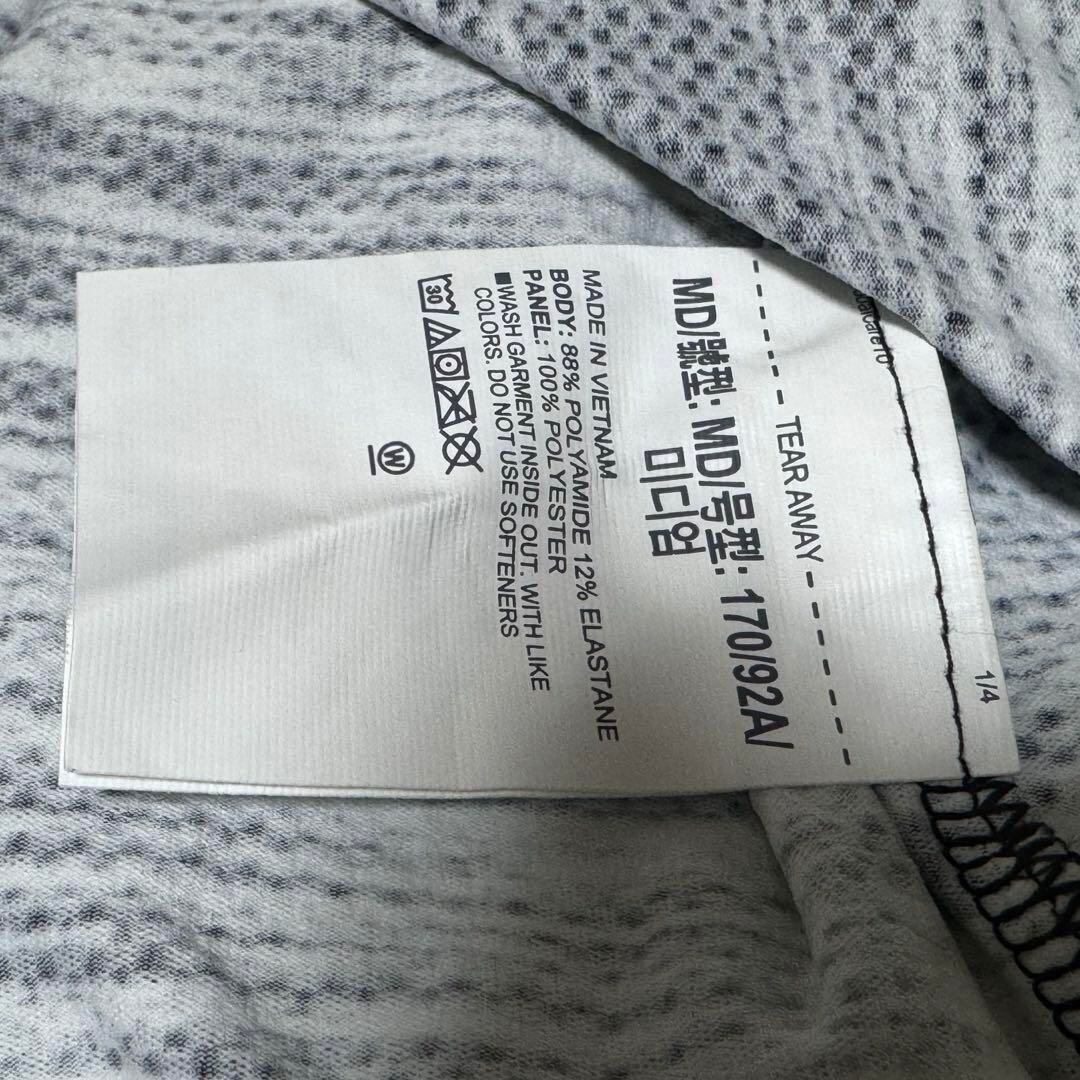 1/4
TEAR AWAY
MD/號型. MD/号型. 170/92A/
미디엄
MADE IN VIETNAM
BODY: 88% POLYAMIDE 12% ELASTANE
PANEL: 100% POLYESTER
■WASH GARMENT INSIDE OUT. WITH LIKE
COLORS. DO NOT USE SOFTENERS
30
W